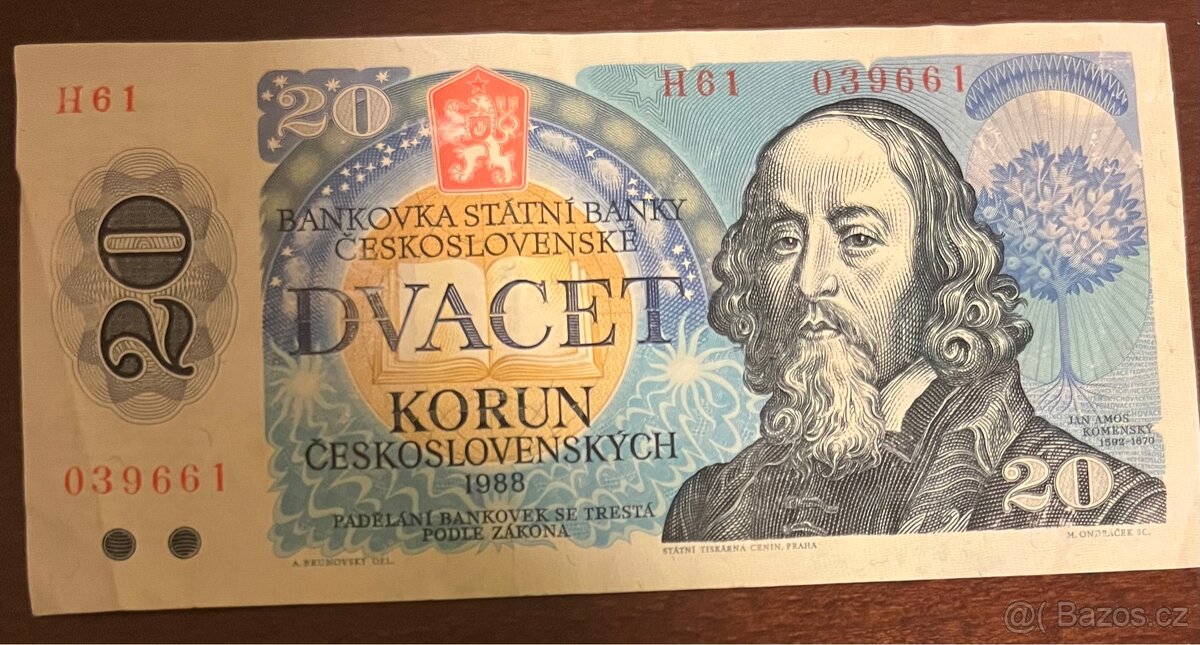 H61
H61 039661
20
BANKOVKA STÁTNÍ BANKY
ČESKOSLOVENSKÉ
DVACET
KORUN
ČESKOSLOVENSKÝCH
1988
PADĚLÁNÍ BANKOVEK SE TRESTÁ
PODLE ZÁKONA
20
039661
JAN AMOS
KOMENSKÝ
1592-1670
20
A. BRUNOVSKÝ DEL.
STÁTNÍ TISKÁRNA CENIN, PRAHA
M. ONDRÁČEK SC.
@( Bazos.cz